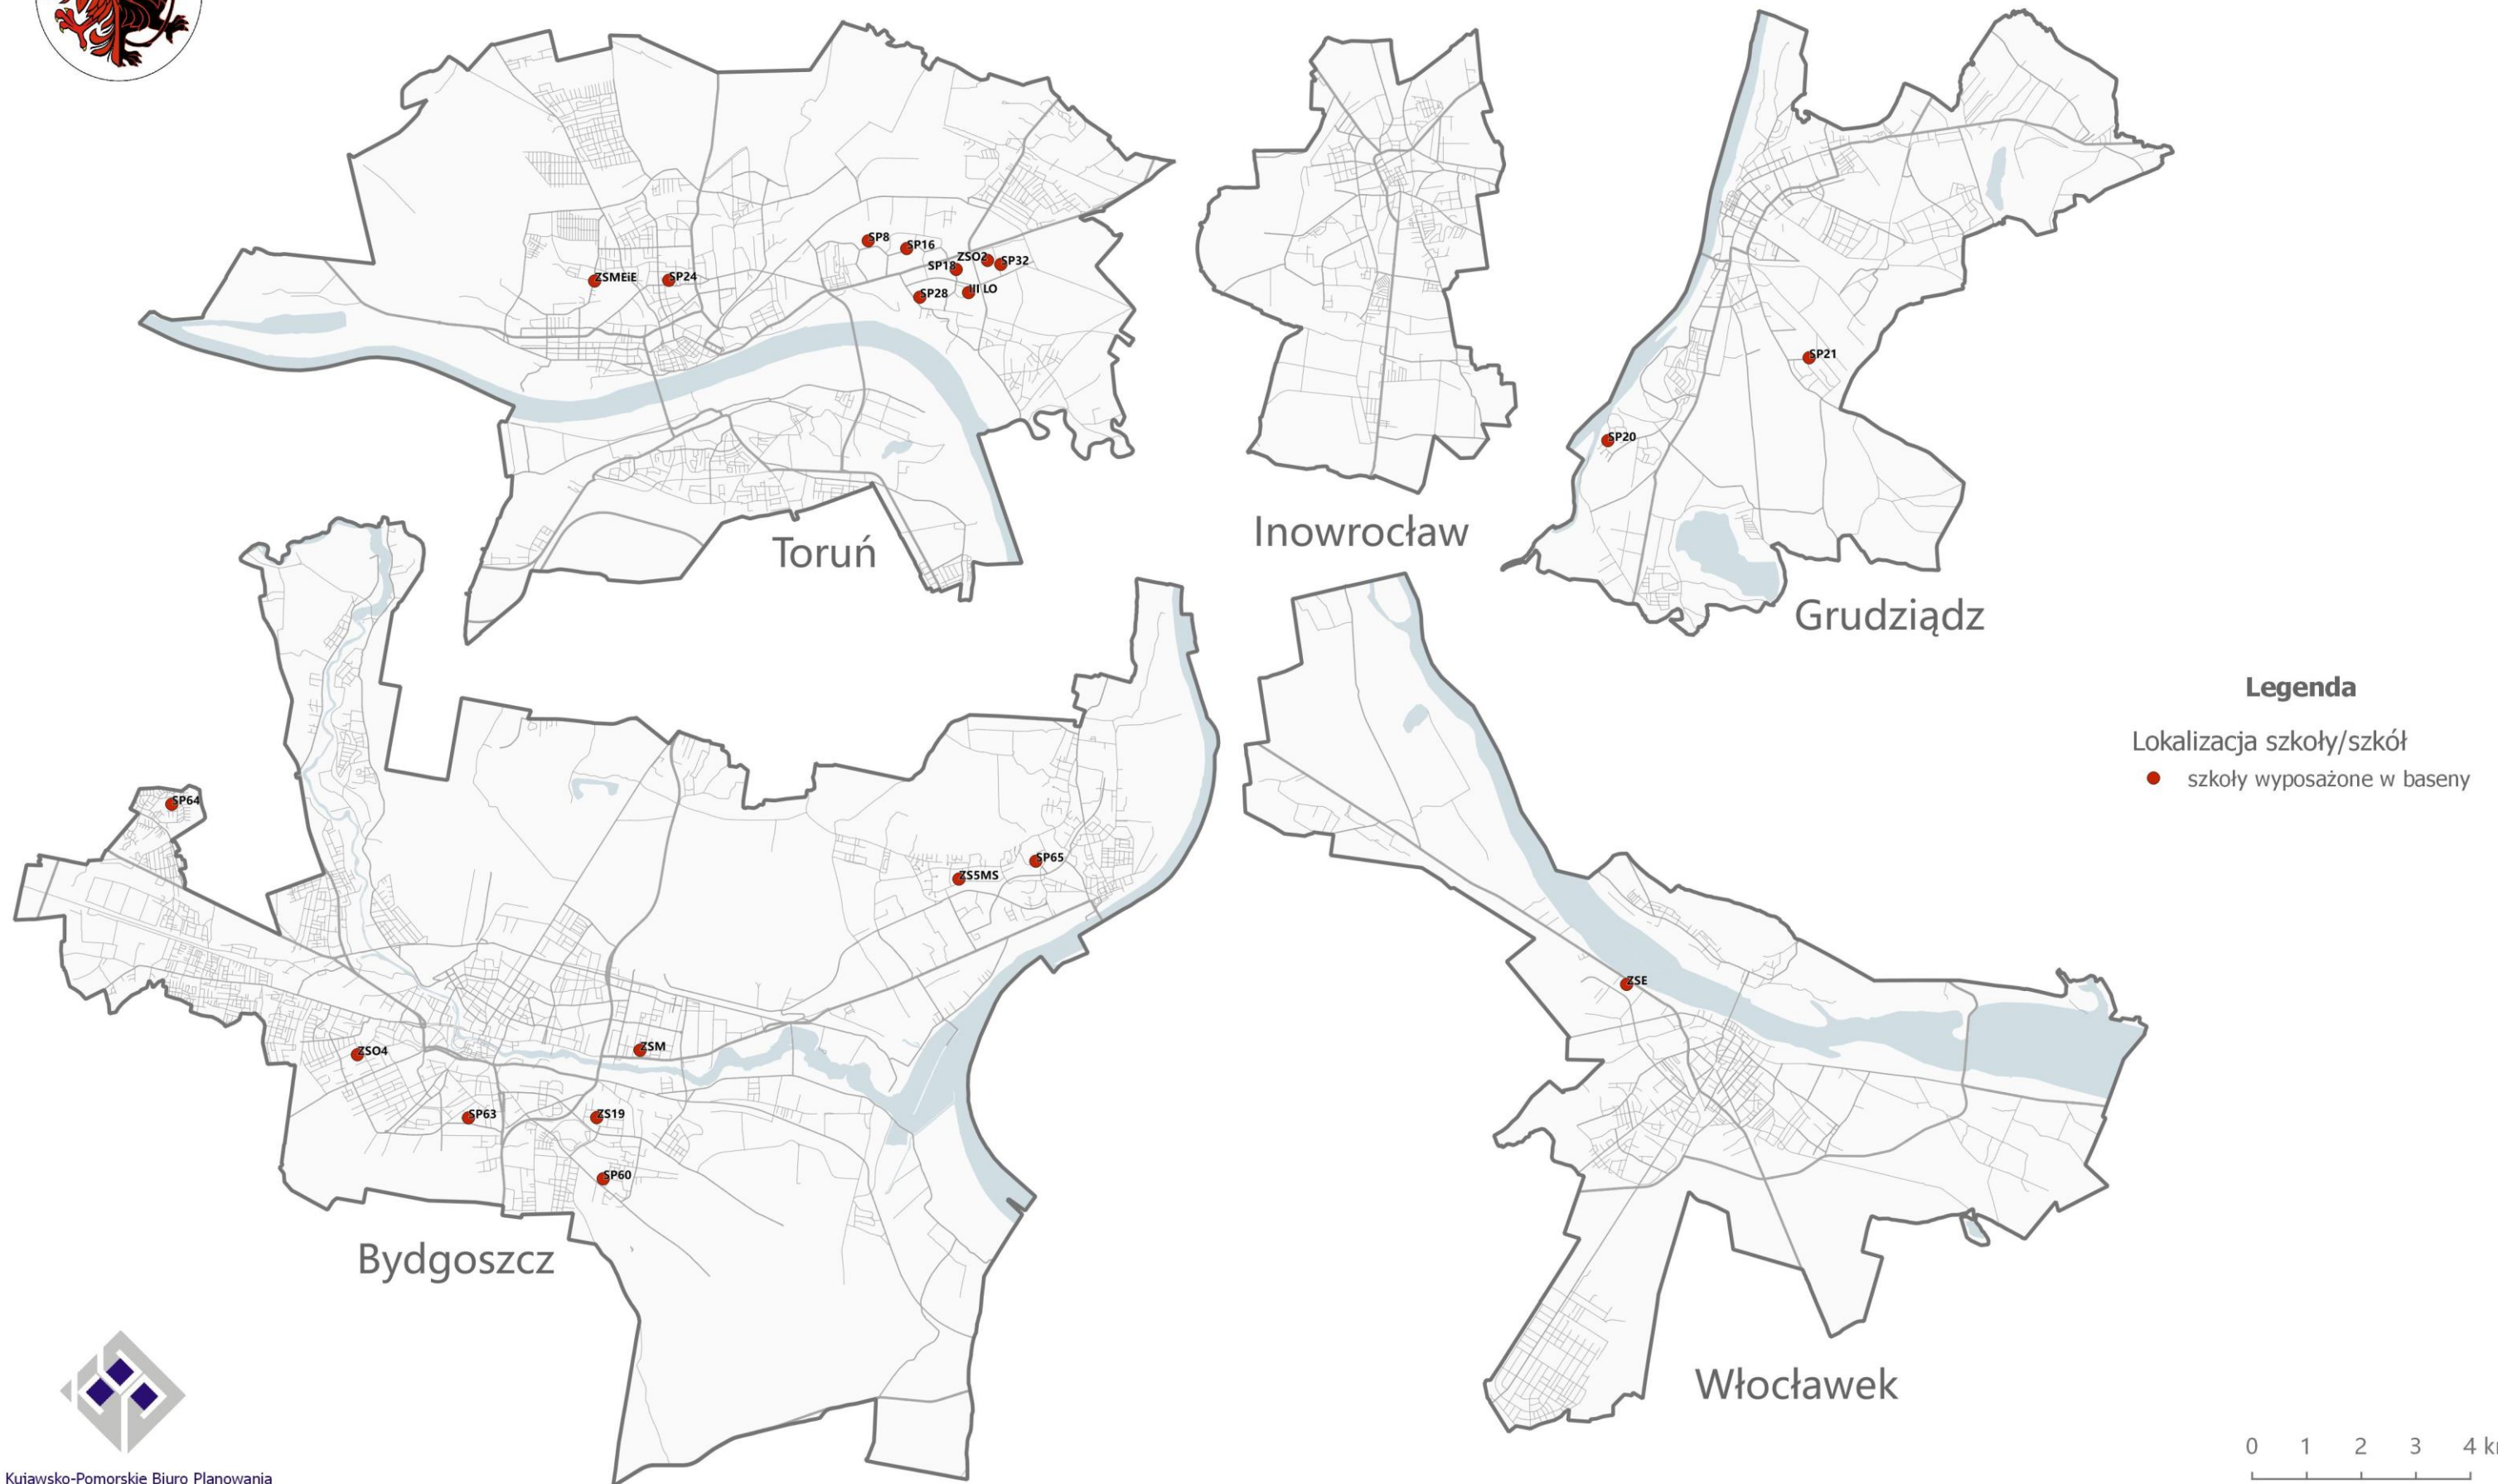 SP8
SP16
ZSO2
SP32
SP18
ZSMEiE
SP24
SP28
III LO
Toruń
Inowrocław
SP21
SP20
Grudziądz
Legenda
Lokalizacja szkoły/szkół
szkoły wyposażone w baseny
SP64
SP65
ZS5MS
ZSO4
ZSM
SP63
ZS19
SP60
Bydgoszcz
ZSE
Włocławek
0 1 2 3 4 k
Kujawsko-Pomorskie Biuro Planowania